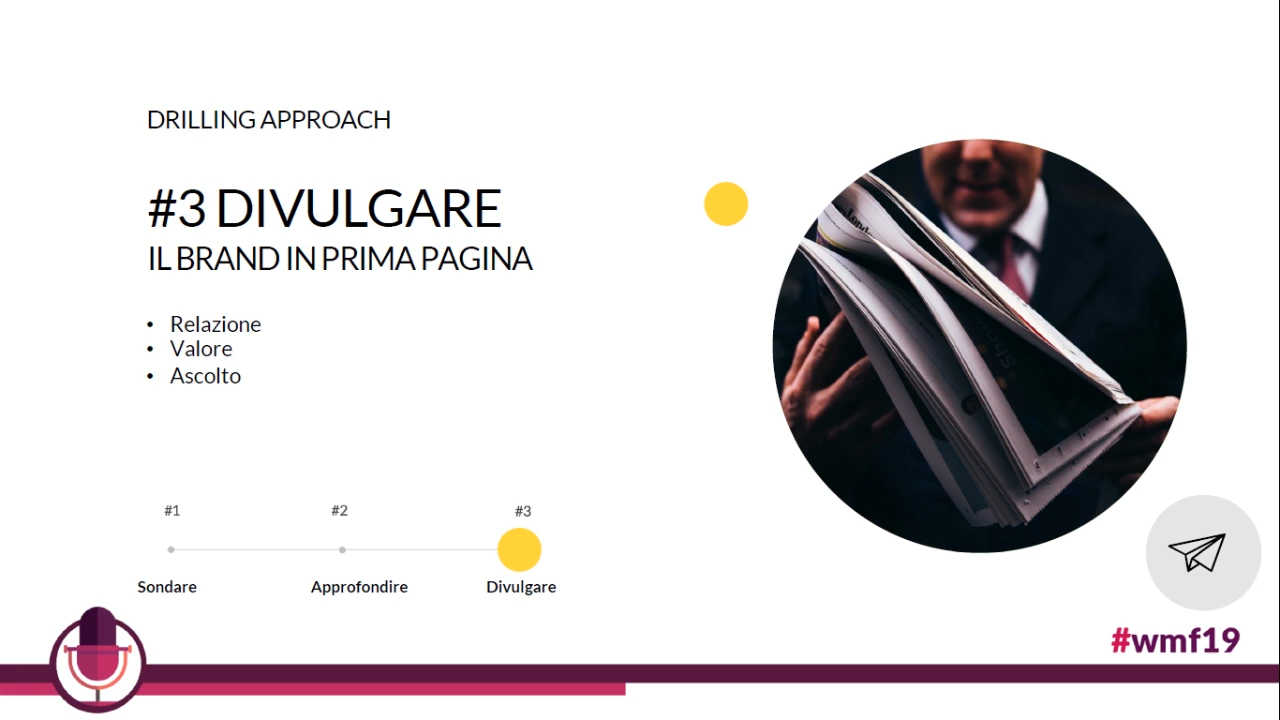 DRILLING APPROACH
#3 DIVULGARE
IL BRAND IN PRIMA PAGINA
• Relazione
• Valore
• Ascolto
#1 #2 #3
Sondare Approfondire Divulgare
#wmf19